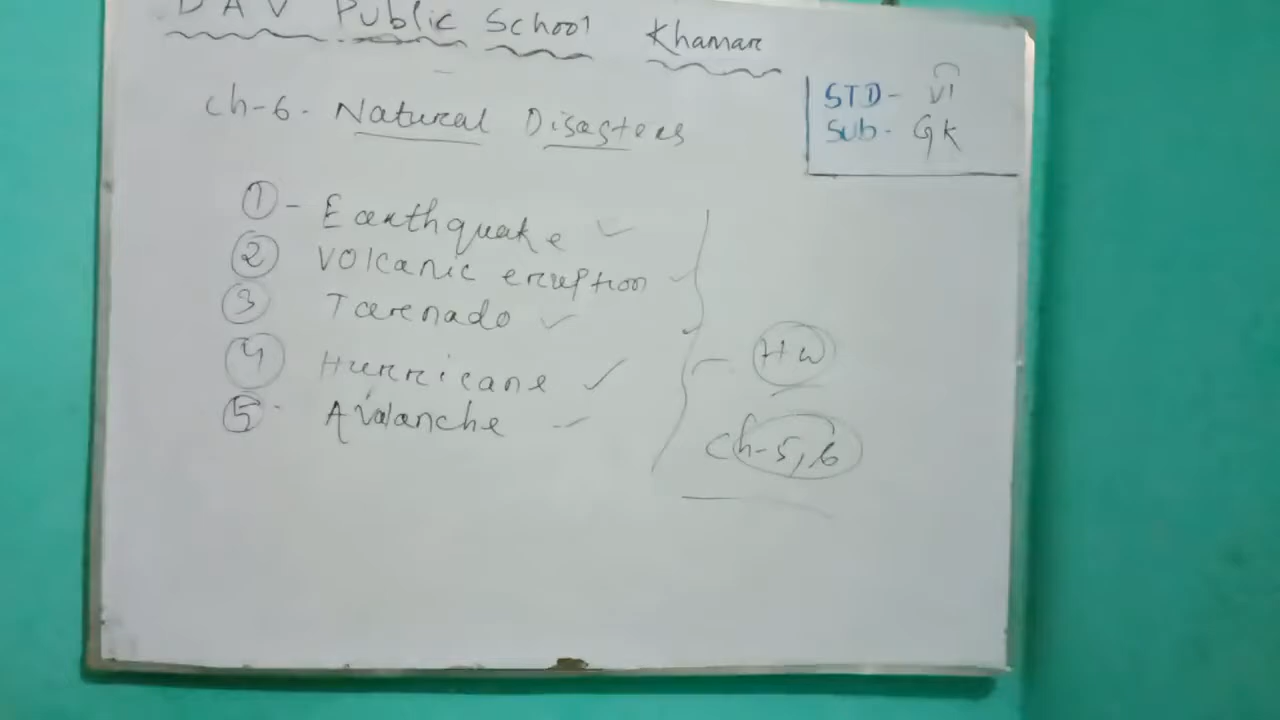 DAV Public School Khamar
STD- VI
Sub- GK
Ch-6. Natural Disasters
① - Earthquake ✓
② Volcanic eruption ✓
③ Tarenado ✓
④ Hurricane ✓
⑤ Avalanche ✓
HW
Ch-5,6